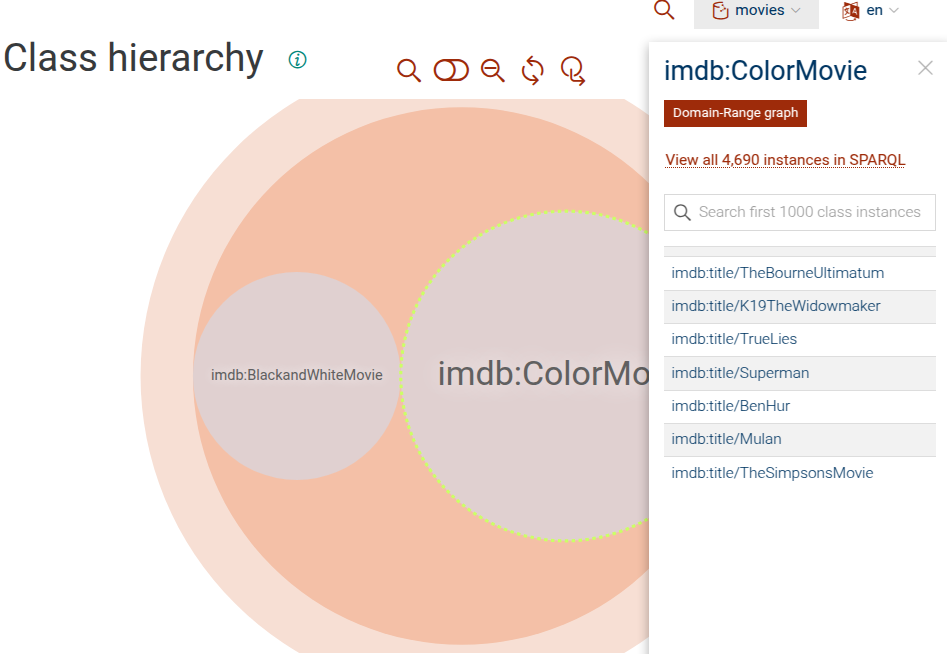 movies
en
Class hierarchy
imdb:ColorMovie
Domain-Range graph
View all 4,690 instances in SPARQL
Search first 1000 class instances
imdb:title/TheBourneUltimatum
imdb:title/K19TheWidowmaker
imdb:title/TrueLies
imdb:title/Superman
imdb:title/BenHur
imdb:title/Mulan
imdb:title/TheSimpsonsMovie
imdb:BlackandWhiteMovie
imdb:ColorMo